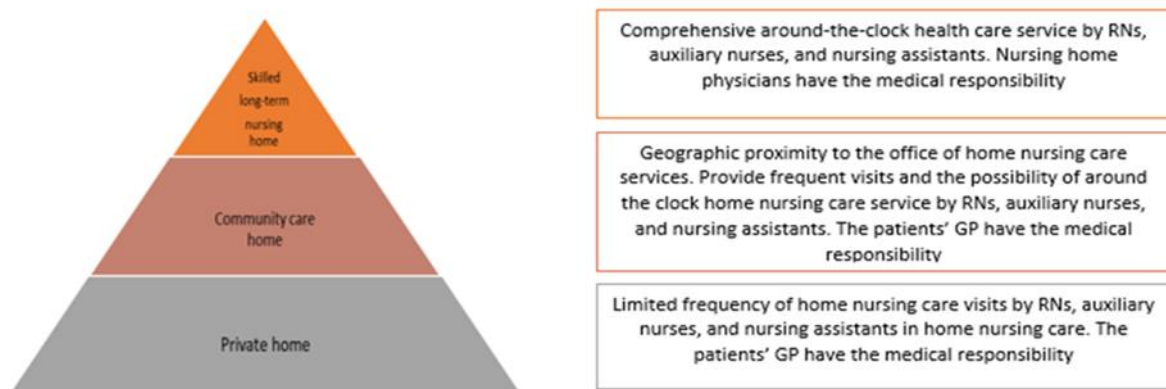 Skilled
long-term
nursing
home
Comprehensive around-the-clock health care service by RNs,
auxiliary nurses, and nursing assistants. Nursing home
physicians have the medical responsibility
Community care
home
Geographic proximity to the office of home nursing care
services. Provide frequent visits and the possibility of around
the clock home nursing care service by RNs, auxiliary nurses,
and nursing assistants. The patients’ GP have the medical
responsibility
Private home
Limited frequency of home nursing care visits by RNs, auxiliary
nurses, and nursing assistants in home nursing care. The
patients’ GP have the medical responsibility